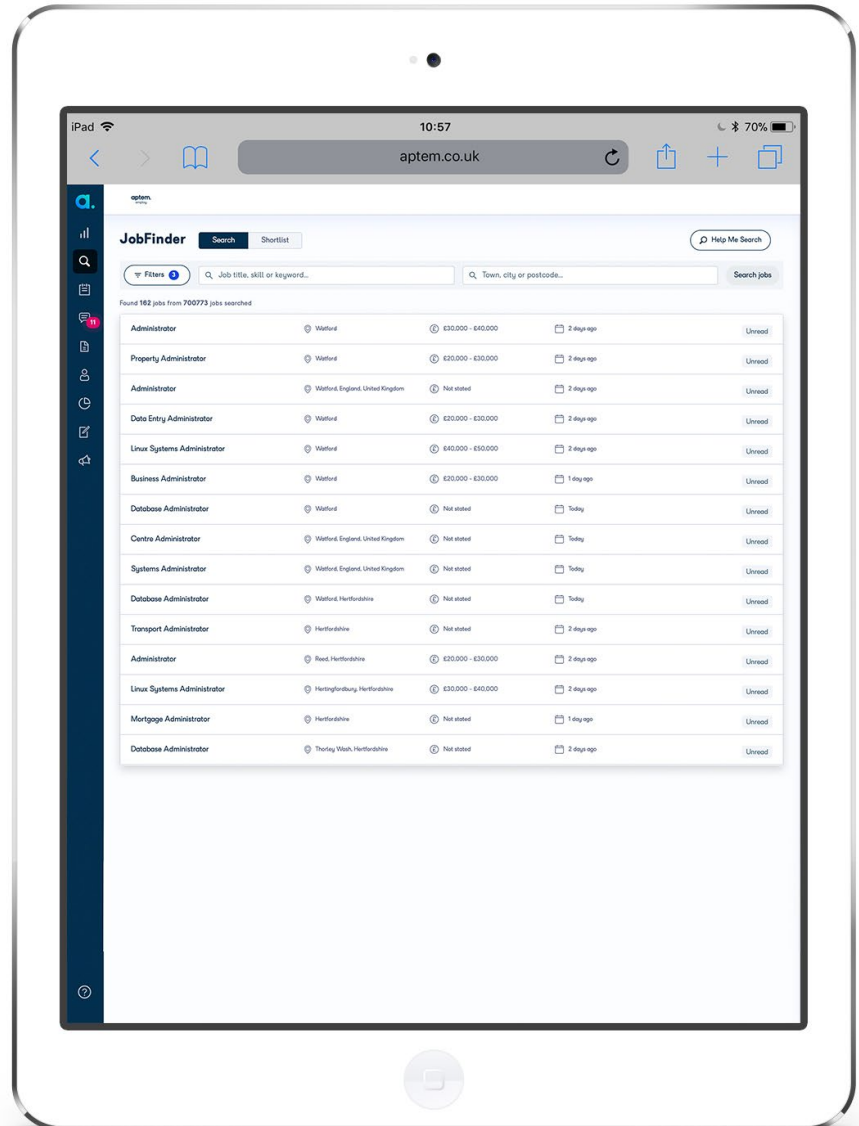 iPad 10:57 70%
aptem.co.uk
a. aptem.
JobFinder Search Shortlist Help Me Search
Filters 3 Job title, skill or keyword... Town, city or postcode... Search jobs
Found 162 jobs from 700773 jobs searched
11
Administrator Watford £30,000 - £40,000 2 days ago Unread
Property Administrator Watford £20,000 - £30,000 2 days ago Unread
Administrator Watford, England, United Kingdom Not stated 2 days ago Unread
Data Entry Administrator Watford £20,000 - £30,000 2 days ago Unread
Linux Systems Administrator Watford £40,000 - £50,000 2 days ago Unread
Business Administrator Watford £20,000 - £30,000 1 day ago Unread
Database Administrator Watford Not stated Today Unread
Centre Administrator Watford, England, United Kingdom Not stated Today Unread
Systems Administrator Watford, England, United Kingdom Not stated Today Unread
Database Administrator Watford, Hertfordshire Not stated Today Unread
Transport Administrator Hertfordshire Not stated 2 days ago Unread
Administrator Reed, Hertfordshire £20,000 - £30,000 2 days ago Unread
Linux Systems Administrator Hertingfordbury, Hertfordshire £30,000 - £40,000 2 days ago Unread
Mortgage Administrator Hertfordshire Not stated 1 day ago Unread
Database Administrator Thorley Wash, Hertfordshire Not stated 2 days ago Unread